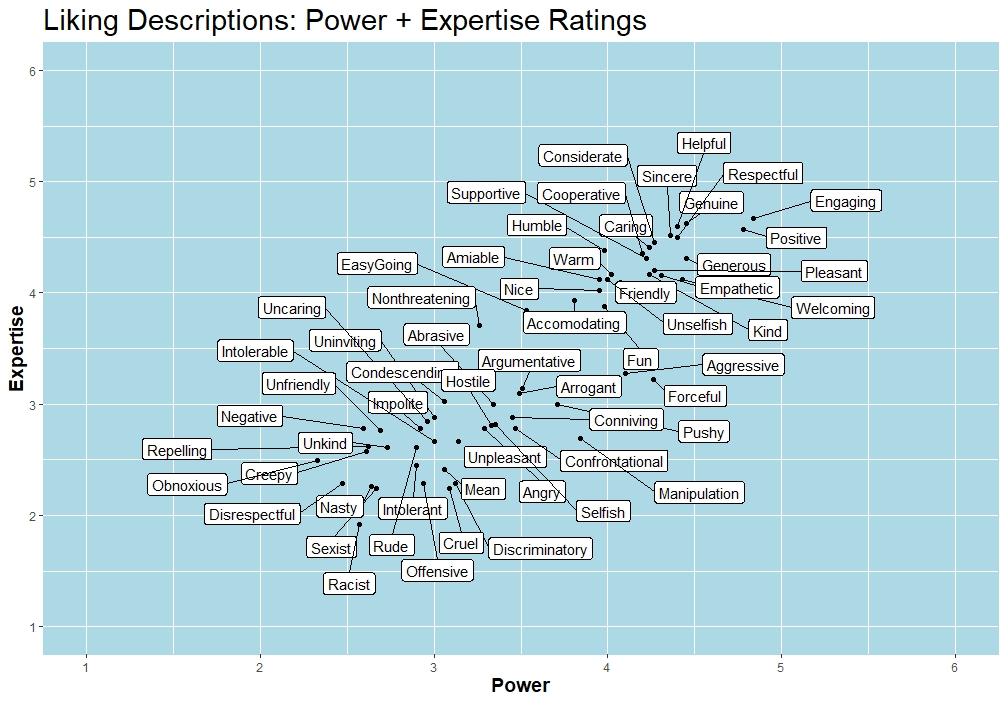 Liking Descriptions: Power + Expertise Ratings
6
Helpful
Considerate
Sincere
Respectful
5
Supportive
Cooperative
Genuine
Engaging
Humble
Caring
Positive
Amiable
Warm
EasyGoing
Generous
Pleasant
4
Nonthreatening
Nice
Friendly
Empathetic
Uncaring
Welcoming
Accomodating
Unselfish
Kind
Uninviting
Abrasive
Expertise
Intolerable
Argumentative
Fun
Aggressive
Condescendin
Hostile
Unfriendly
Arrogant
Forceful
3
Impolite
Negative
Conniving
Pushy
Unkind
Repelling
Unpleasant
Confrontational
Creepy
Obnoxious
Mean
Angry
Manipulation
Nasty
Intolerant
Selfish
Disrespectful
2
Sexist
Rude
Cruel
Discriminatory
Offensive
Racist
1
1 2 3 4 5 6
Power